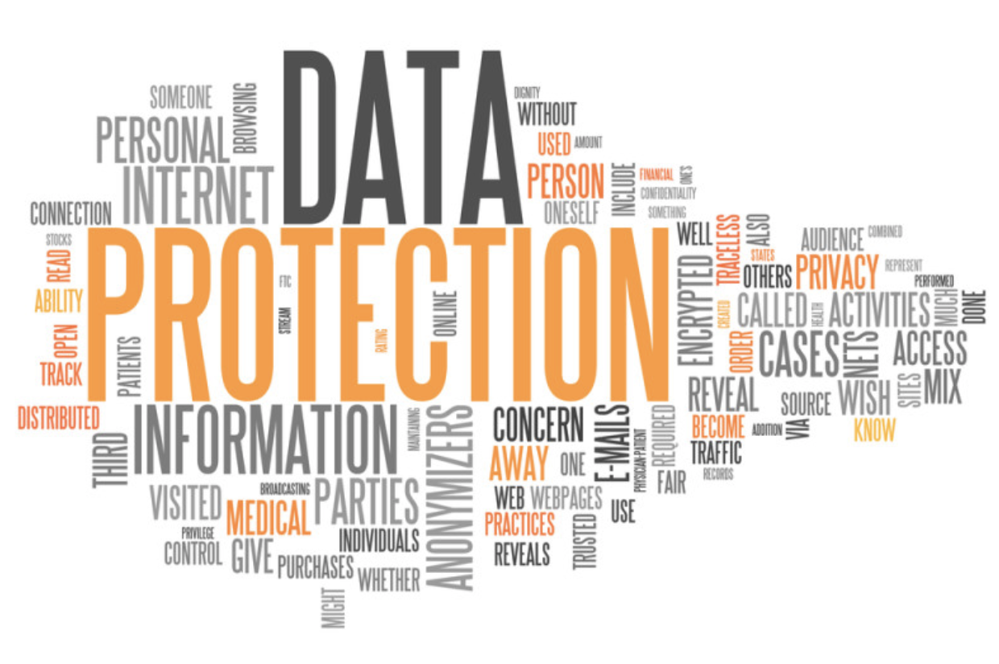 DATA
PROTECTION
SOMEONE
BROWSING
PERSONAL
INTERNET
CONNECTION
DIGNITY
WITHOUT
USED
AMOUNT
PERSON
ONESELF
INCLUDE
FINANCIAL
ONE'S
CONFIDENTIALITY
SOMETHING
STOCKS
READ
ABILITY
OPEN
TRACK
PATIENTS
FTC
STREAM
RATING
ONLINE
WELL
TRACELESS
ALSO
STATES
OTHERS
AUDIENCE
COMBINED
PRIVACY
REPRESENT
PERFORMED
ENCRYPTED
CREATED
CALLED
HEALTH
ACTIVITIES
MUCH
DONE
ORDER
CASES
NETS
ACCESS
REVEAL
SOURCE
WISH
SITES
MIX
BECOME
ADDITION
VIA
KNOW
TRAFFIC
RECORDS
DISTRIBUTED
THIRD
INFORMATION
MAINTAINING
ANONYMIZERS
CONCERN
E-MAILS
PHYSICIAN-PATIENT
REQUIRED
AWAY
ONE
FAIR
VISITED
BROADCASTING
PARTIES
MEDICAL
WEB
WEBPAGES
USE
PRACTICES
TRUSTED
REVEALS
PRIVILEGE
INDIVIDUALS
CONTROL
GIVE
PURCHASES
WHETHER
MIGHT